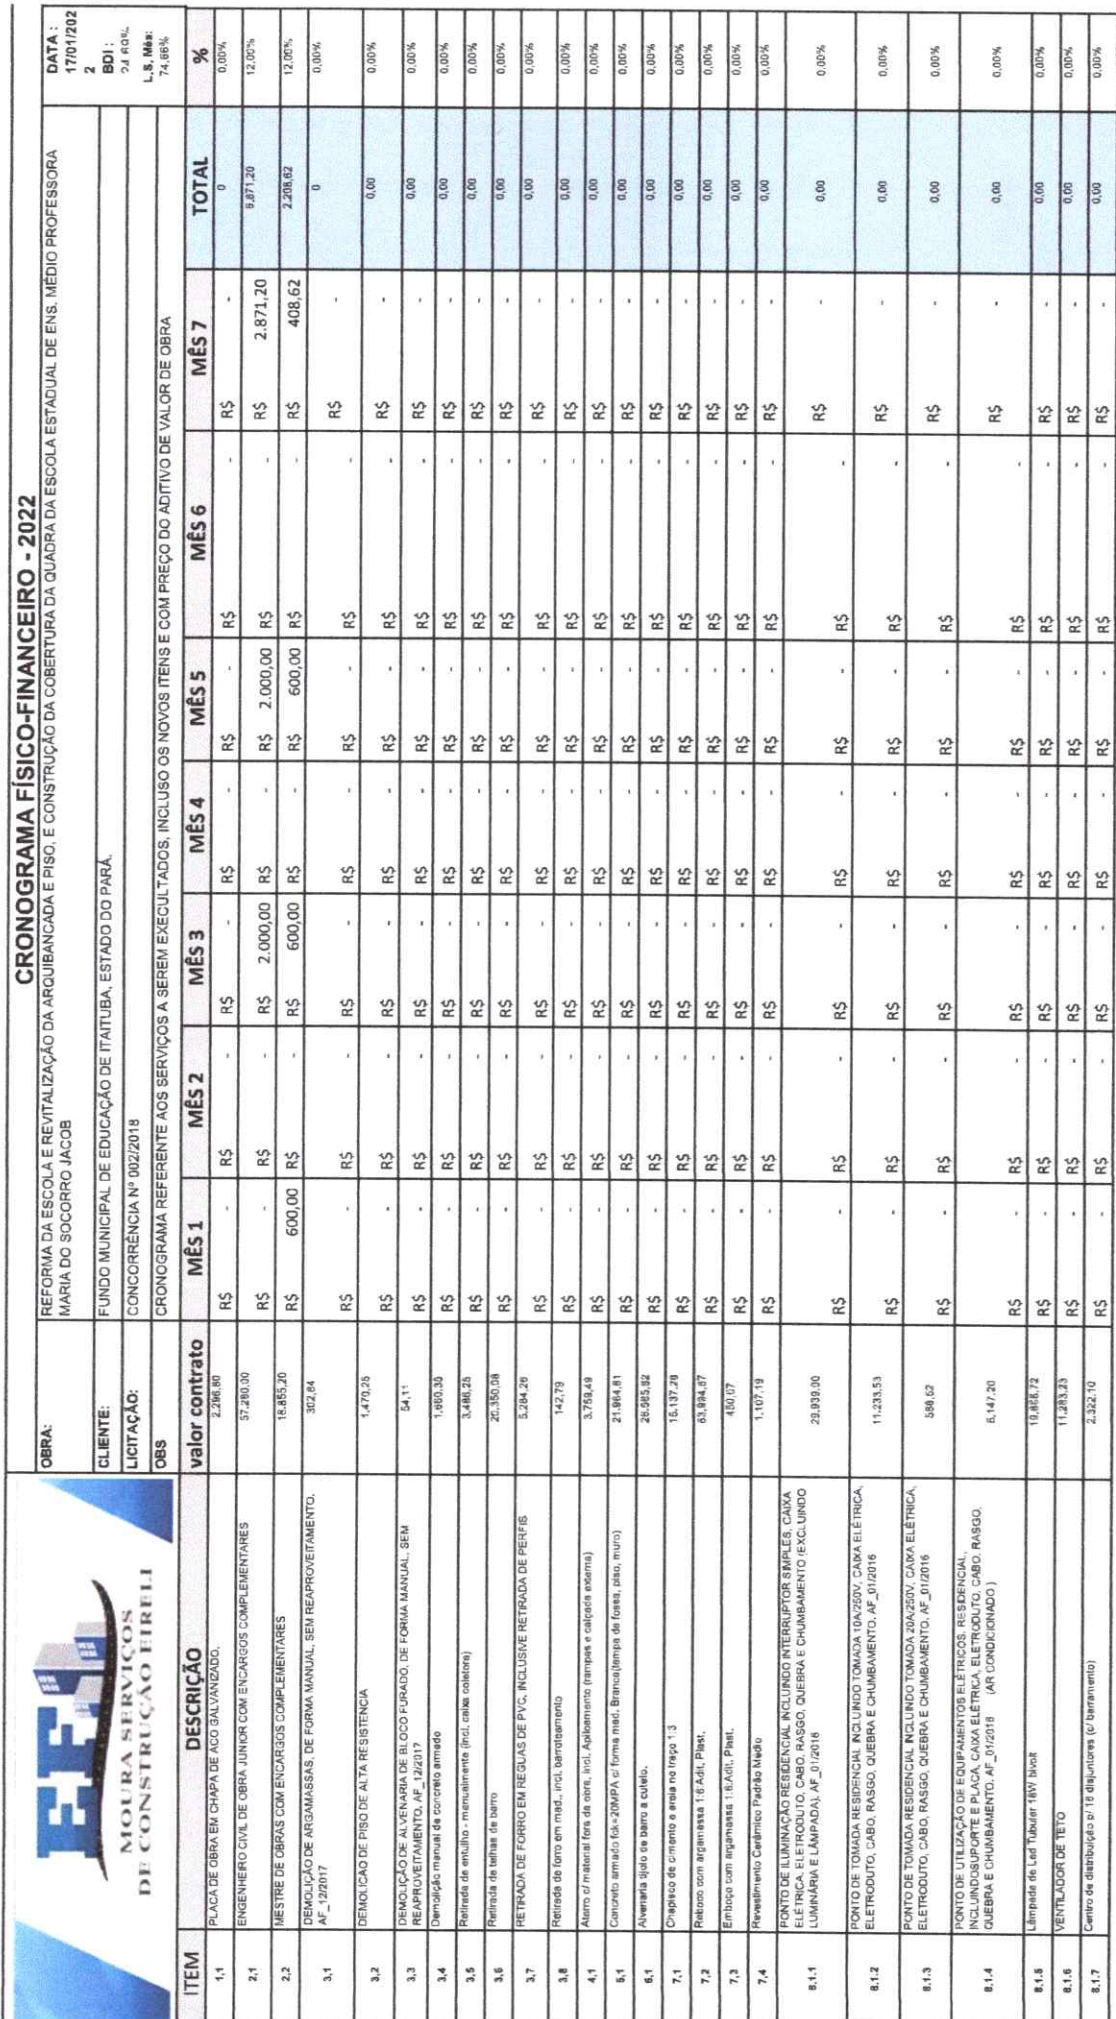 CRONOGRAMA FÍSICO-FINANCEIRO - 2022
EF
MOURA SERVIÇOS
DE CONSTRUÇÃO EIRELI
OBRA: REFORMA DA ESCOLA E REVITALIZAÇÃO DA ARQUIBANCADA E PISO, E CONSTRUÇÃO DA COBERTURA DA QUADRA DA ESCOLA ESTADUAL DE ENS. MÉDIO PROFESSORA
MARIA DO SOCORRO JACOB
DATA :
17/01/202
2
CLIENTE: FUNDO MUNICIPAL DE EDUCAÇÃO DE ITAITUBA, ESTADO DO PARÁ.
BDI :
LICITAÇÃO: CONCORRÊNCIA Nº 002/2018
OBS CRONOGRAMA REFERENTE AOS SERVIÇOS A SEREM EXECULTADOS, INCLUSO OS NOVOS ITENS E COM PREÇO DO ADITIVO DE VALOR DE OBRA
L.S. Mês:
74,66%
ITEM DESCRIÇÃO valor contrato MÊS 1 MÊS 2 MÊS 3 MÊS 4 MÊS 5 MÊS 6 MÊS 7 TOTAL %
1,1 PLACA DE OBRA EM CHAPA DE ACO GALVANIZADO. 2.296,80 R$ - R$ - R$ - R$ - R$ - R$ - R$ - 0 0,00%
2,1 ENGENHEIRO CIVIL DE OBRA JUNIOR COM ENCARGOS COMPLEMENTARES 57.260,00 R$ - R$ - R$ 2.000,00 R$ - R$ 2.000,00 R$ - R$ 2.871,20 6.871,20 12,00%
2,2 MESTRE DE OBRAS COM ENCARGOS COMPLEMENTARES 18.855,20 R$ 600,00 R$ - R$ 600,00 R$ - R$ 600,00 R$ - R$ 408,62 2.208,62 12,00%
3,1 DEMOLIÇÃO DE ARGAMASSAS, DE FORMA MANUAL, SEM REAPROVEITAMENTO.
AF_12/2017 302,84 R$ - R$ - R$ - R$ - R$ - R$ - R$ - 0 0,00%
3,2 DEMOLICAO DE PISO DE ALTA RESISTENCIA 1.470,25 R$ - R$ - R$ - R$ - R$ - R$ - R$ - 0,00 0,00%
3,3 DEMOLIÇÃO DE ALVENARIA DE BLOCO FURADO, DE FORMA MANUAL, SEM
REAPROVEITAMENTO, AF_12/2017 54,11 R$ - R$ - R$ - R$ - R$ - R$ - R$ - 0,00 0,00%
3,4 Demolição manual de concreto armado R$ - R$ - R$ - R$ - R$ - R$ - R$ - 0,00 0,00%
3,5 Retirada de entulho - manualmente (incl. caixa coletora) 3.486,25 R$ - R$ - R$ - R$ - R$ - R$ - R$ - 0,00 0,00%
3,6 Retirada de telhas de barro 20.350,08 R$ - R$ - R$ - R$ - R$ - R$ - R$ - 0,00 0,00%
3,7 RETIRADA DE FORRO EM REGUAS DE PVC, INCLUSIVE RETIRADA DE PERFIS 5.284,26 R$ - R$ - R$ - R$ - R$ - R$ - R$ - 0,00 0,00%
3,8 Retirada de forro em mad., incl. barroteamento 142,79 R$ - R$ - R$ - R$ - R$ - R$ - R$ - 0,00 0,00%
4,1 Aterro c/ material fora da obra, incl. Apiloamento (rampas e calçada externa) 3.759,49 R$ - R$ - R$ - R$ - R$ - R$ - R$ - 0,00 0,00%
5,1 Concreto armado fck=20MPA c/ forma mad. Branca(tampa de fossa, piso, muro) 21.964,81 R$ - R$ - R$ - R$ - R$ - R$ - R$ - 0,00 0,00%
6,1 Alvenaria tijolo de barro a cutelo. R$ - R$ - R$ - R$ - R$ - R$ - R$ - 0,00 0,00%
7,1 Chapisco de cimento e areia no traço 1:3 15.137,28 R$ - R$ - R$ - R$ - R$ - R$ - R$ - 0,00 0,00%
7,2 Reboco com argamassa 1:6:Adit, Plast. 63.994,87 R$ - R$ - R$ - R$ - R$ - R$ - R$ - 0,00 0,00%
7,3 Emboço com argamassa 1:6:Adit. Plast. 450,07 R$ - R$ - R$ - R$ - R$ - R$ - R$ - 0,00 0,00%
7,4 Revestimento Cerâmico Padrão Médio 1.107,19 R$ - R$ - R$ - R$ - R$ - R$ - R$ - 0,00 0,00%
8.1.1 PONTO DE ILUMINAÇÃO RESIDENCIAL INCLUINDO INTERRUPTOR SIMPLES, CAIXA
ELÉTRICA, ELETRODUTO, CABO, RASGO, QUEBRA E CHUMBAMENTO (EXCLUINDO
LUMINÁRIA E LÂMPADA). AF_01/2016 29.939,00 R$ - R$ - R$ - R$ - R$ - R$ - R$ - 0,00 0,00%
8.1.2 PONTO DE TOMADA RESIDENCIAL INCLUINDO TOMADA 10A/250V, CAIXA ELÉTRICA,
ELETRODUTO, CABO, RASGO, QUEBRA E CHUMBAMENTO. AF_01/2016 11.233,53 R$ - R$ - R$ - R$ - R$ - R$ - R$ - 0,00 0,00%
8.1.3 PONTO DE TOMADA RESIDENCIAL INCLUINDO TOMADA 20A/250V, CAIXA ELÉTRICA,
ELETRODUTO, CABO, RASGO, QUEBRA E CHUMBAMENTO. AF_01/2016 R$ - R$ - R$ - R$ - R$ - R$ - R$ - 0,00 0,00%
8.1.4 PONTO DE UTILIZAÇÃO DE EQUIPAMENTOS ELÉTRICOS, RESIDENCIAL,
INCLUINDOSUPORTE E PLACA, CAIXA ELÉTRICA, ELETRODUTO, CABO, RASGO,
QUEBRA E CHUMBAMENTO. AF_01/2016 (AR CONDICIONADO ) R$ - R$ - R$ - R$ - R$ - R$ - R$ - 0,00 0,00%
8.1.5 Lâmpada de Led Tubular 18W bivolt R$ - R$ - R$ - R$ - R$ - R$ - R$ - 0,00 0,00%
8.1.6 VENTILADOR DE TETO 11.283,23 R$ - R$ - R$ - R$ - R$ - R$ - R$ - 0,00 0,00%
8.1.7 Centro de distribuição p/ 16 disjuntores (c/ barramento) 2.322,10 R$ - R$ - R$ - R$ - R$ - R$ - R$ - 0,00 0,00%